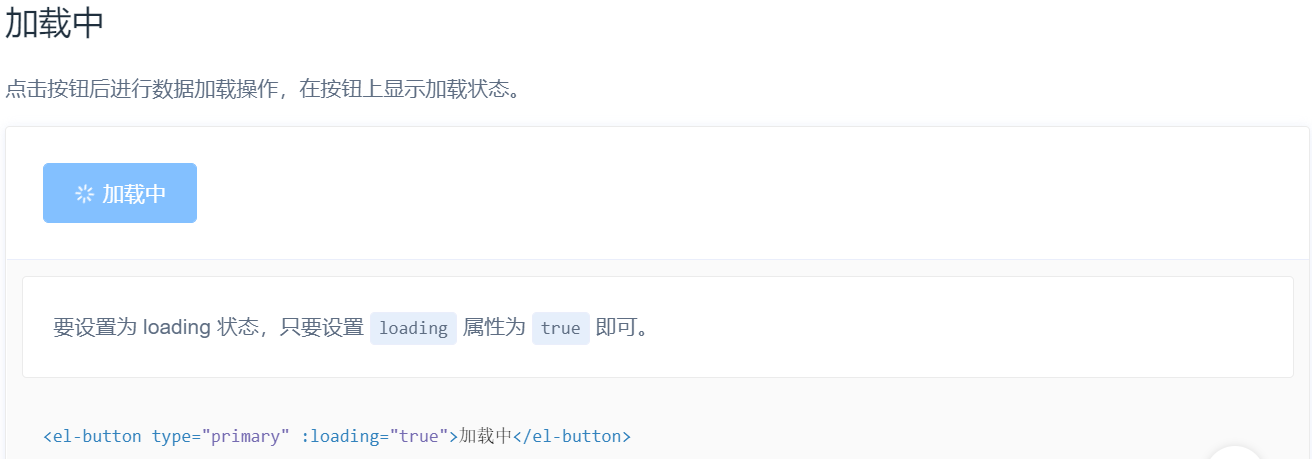 加载中
点击按钮后进行数据加载操作，在按钮上显示加载状态。
加载中
要设置为 loading 状态，只要设置 loading 属性为 true 即可。
<el-button type="primary" :loading="true">加载中</el-button>